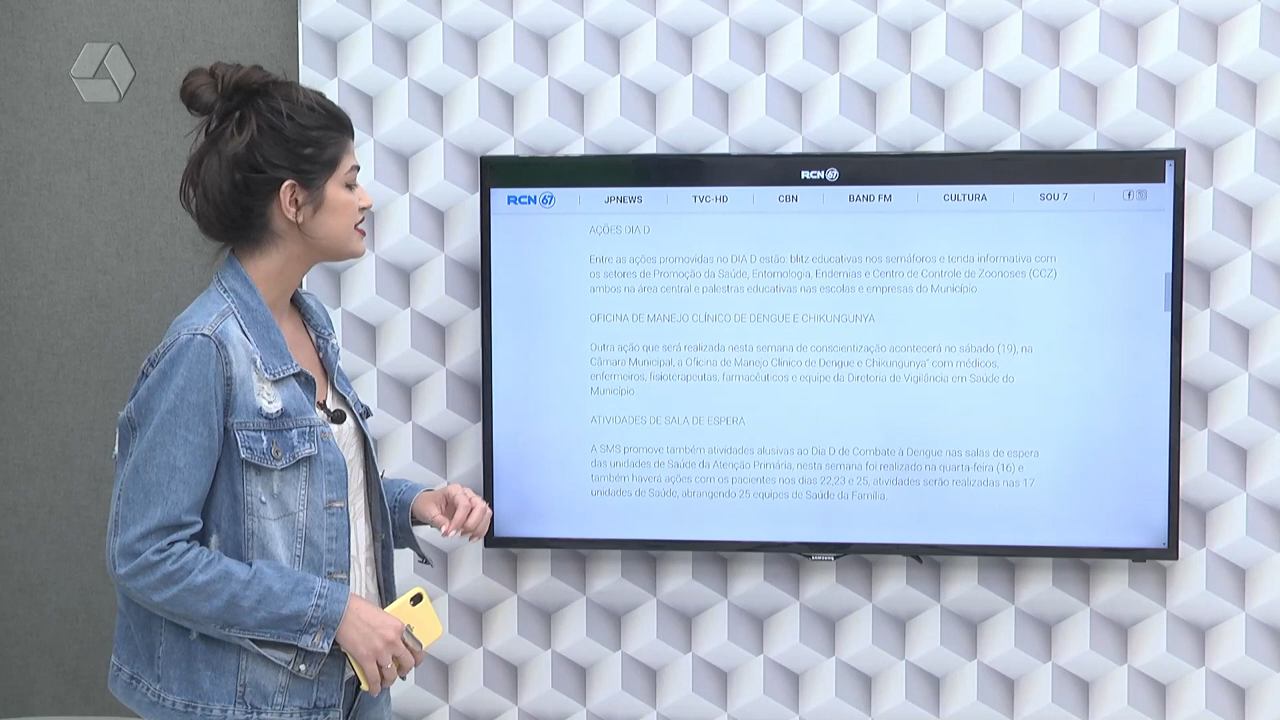 RCN 67
RCN 67 JPNEWS TVC-HD CBN BAND FM CULTURA SOU 7
AÇÕES DIA D
Entre as ações promovidas no DIA D estão: blitz educativas nos semáforos e tenda informativa com
os setores de Promoção da Saúde, Entomologia, Endemias e Centro de Controle de Zoonoses (CCZ)
ambos na área central e palestras educativas nas escolas e empresas do Município
OFICINA DE MANEJO CLÍNICO DE DENGUE E CHIKUNGUNYA
Outra ação que será realizada nesta semana de conscientização acontecerá no sábado (19), na
Câmara Municipal, a Oficina de Manejo Clínico de Dengue e Chikungunya" com médicos,
enfermeiros, fisioterapeutas, farmacêuticos e equipe da Diretoria de Vigilância em Saúde do
Município
ATIVIDADES DE SALA DE ESPERA
A SMS promove também atividades alusivas ao Dia D de Combate à Dengue nas salas de espera
das unidades de Saúde da Atenção Primária, nesta semana foi realizado na quarta-feira (16) e
também haverá ações com os pacientes nos dias 22,23 e 25, atividades serão realizadas nas 17
unidades de Saúde, abrangendo 25 equipes de Saúde da Família.
SAMSUNG